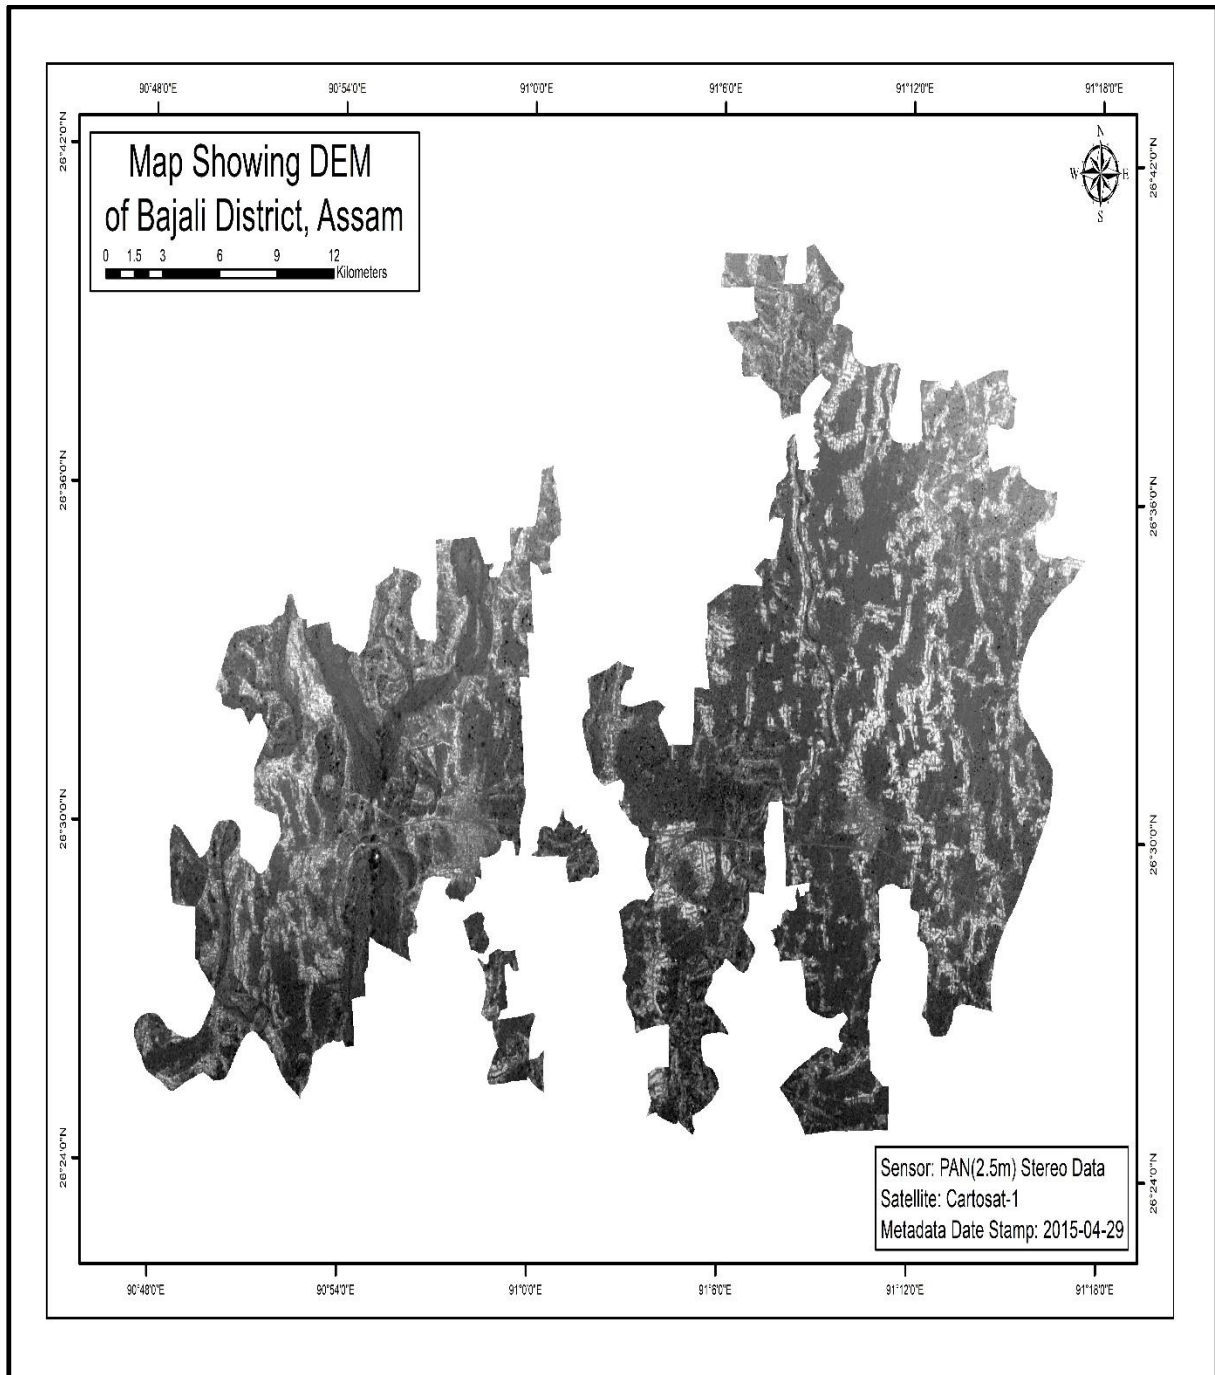 90°48'0"E 90°54'0"E 91°0'0"E 91°6'0"E 91°12'0"E 91°18'0"E
26°42'0"N
Map Showing DEM
of Bajali District, Assam
0 1.5 3 6 9 12
Kilometers
N
W E
S
26°42'0"N
26°36'0"N
26°36'0"N
26°30'0"N
26°30'0"N
26°24'0"N
26°24'0"N
Sensor: PAN(2.5m) Stereo Data
Satellite: Cartosat-1
Metadata Date Stamp: 2015-04-29
90°48'0"E 90°54'0"E 91°0'0"E 91°6'0"E 91°12'0"E 91°18'0"E